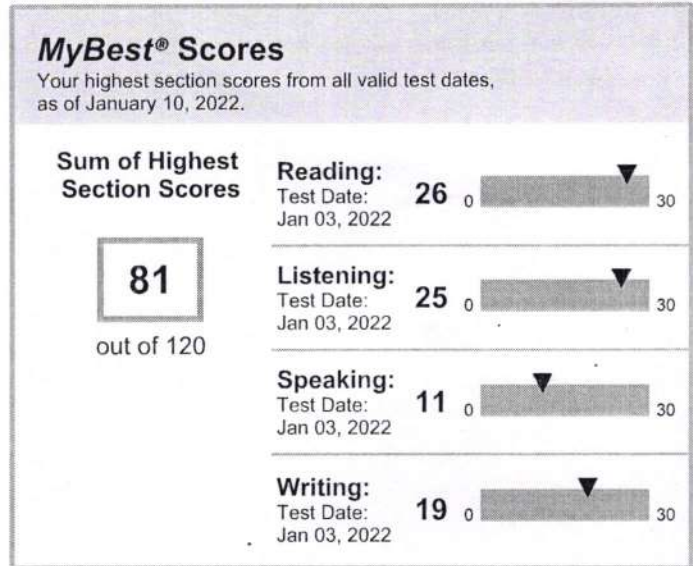 MyBest® Scores
Your highest section scores from all valid test dates,
as of January 10, 2022.
Sum of Highest
Section Scores
81
out of 120
Reading:
Test Date:
Jan 03, 2022
26
0
30
Listening:
Test Date:
Jan 03, 2022
25
0
30
Speaking:
Test Date:
Jan 03, 2022
11
0
30
Writing:
Test Date:
Jan 03, 2022
19
0
30